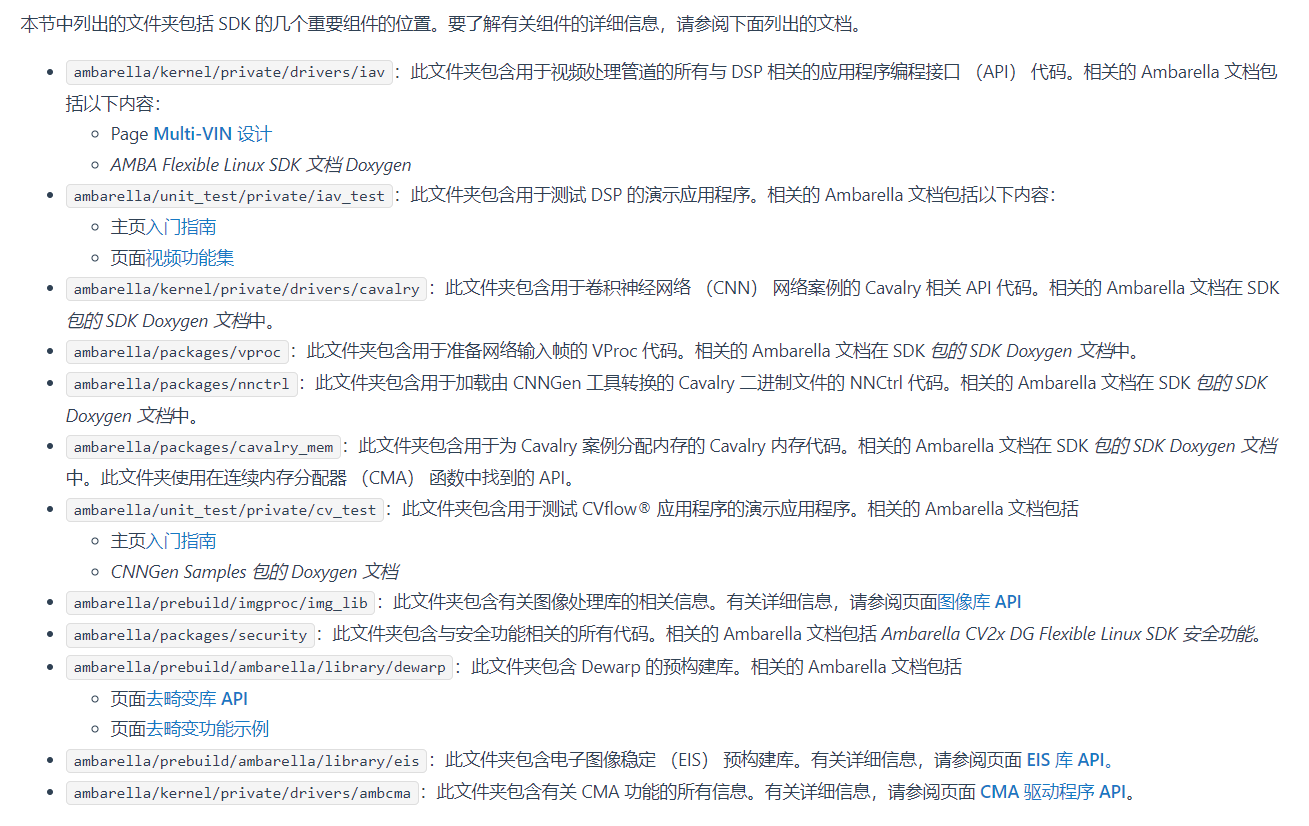 本节中列出的文件夹包括 SDK 的几个重要组件的位置。要了解有关组件的详细信息，请参阅下面列出的文档。
ambarella/kernel/private/drivers/iav：此文件夹包含用于视频处理管道的所有与 DSP 相关的应用程序编程接口 （API） 代码。相关的 Ambarella 文档包
括以下内容：
Page Multi-VIN 设计
AMBA Flexible Linux SDK 文档 Doxygen
ambarella/unit_test/private/iav_test：此文件夹包含用于测试 DSP 的演示应用程序。相关的 Ambarella 文档包括以下内容：
主页入门指南
页面视频功能集
ambarella/kernel/private/drivers/cavalry：此文件夹包含用于卷积神经网络 （CNN） 网络案例的 Cavalry 相关 API 代码。相关的 Ambarella 文档在 SDK
包的 SDK Doxygen 文档中。
ambarella/packages/vproc：此文件夹包含用于准备网络输入帧的 VProc 代码。相关的 Ambarella 文档在 SDK 包的 SDK Doxygen 文档中。
ambarella/packages/nnctrl：此文件夹包含用于加载由 CNNGen 工具转换的 Cavalry 二进制文件的 NNCtrl 代码。相关的 Ambarella 文档在 SDK 包的 SDK
Doxygen 文档中。
ambarella/packages/cavalry_mem：此文件夹包含用于为 Cavalry 案例分配内存的 Cavalry 内存代码。相关的 Ambarella 文档在 SDK 包的 SDK Doxygen 文档
中。此文件夹使用在连续内存分配器 （CMA） 函数中找到的 API。
ambarella/unit_test/private/cv_test：此文件夹包含用于测试 CVflow® 应用程序的演示应用程序。相关的 Ambarella 文档包括
主页入门指南
CNNGen Samples 包的 Doxygen 文档
ambarella/prebuild/imgproc/img_lib：此文件夹包含有关图像处理库的相关信息。有关详细信息，请参阅页面图像库 API
ambarella/packages/security：此文件夹包含与安全功能相关的所有代码。相关的 Ambarella 文档包括 Ambarella CV2x DG Flexible Linux SDK 安全功能。
ambarella/prebuild/ambarella/library/dewarp：此文件夹包含 Dewarp 的预构建库。相关的 Ambarella 文档包括
页面去畸变库 API
页面去畸变功能示例
ambarella/prebuild/ambarella/library/eis：此文件夹包含电子图像稳定 （EIS） 预构建库。有关详细信息，请参阅页面 EIS 库 API。
ambarella/kernel/private/drivers/ambcma：此文件夹包含有关 CMA 功能的所有信息。有关详细信息，请参阅页面 CMA 驱动程序 API。